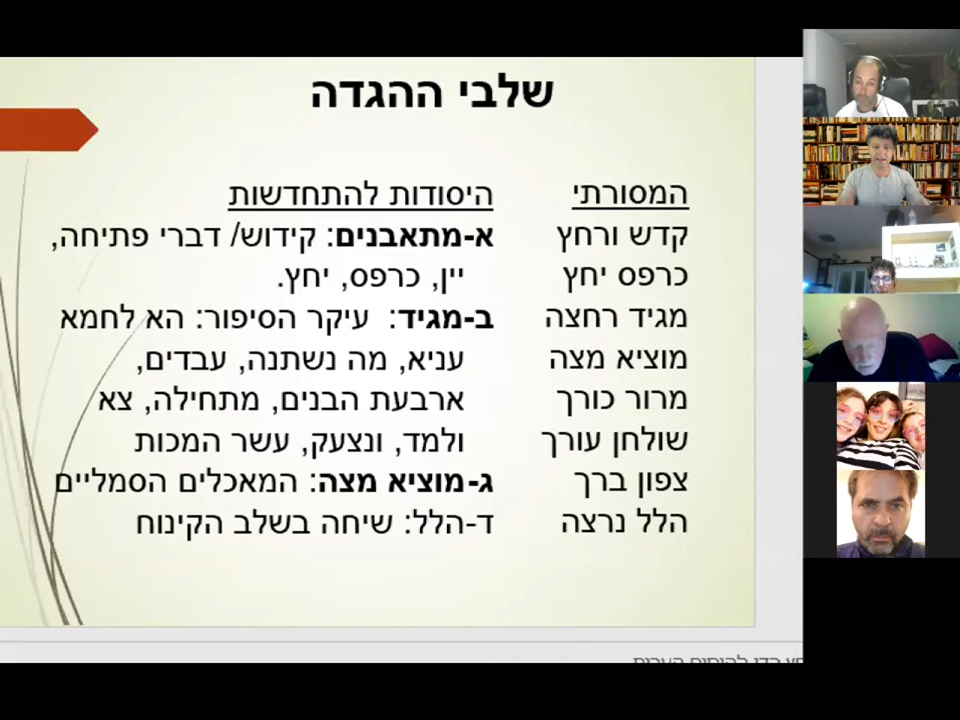 שלבי ההגדה
המסורתי
קדש ורחץ
כרפס יחץ
מגיד רחצה
מוציא מצה
מרור כורך
שולחן עורך
צפון ברך
הלל נרצה
היסודות להתחדשות
א-מתאבנים: קידוש/ דברי פתיחה,
יין, כרפס, יחץ.
ב-מגיד: עיקר הסיפור: הא לחמא
עניא, מה נשתנה, עבדים,
ארבעת הבנים, מתחילה, צא
ולמד, ונצעק, עשר המכות
ג-מוציא מצה: המאכלים הסמליים
ד-הלל: שיחה בשלב הקינוח